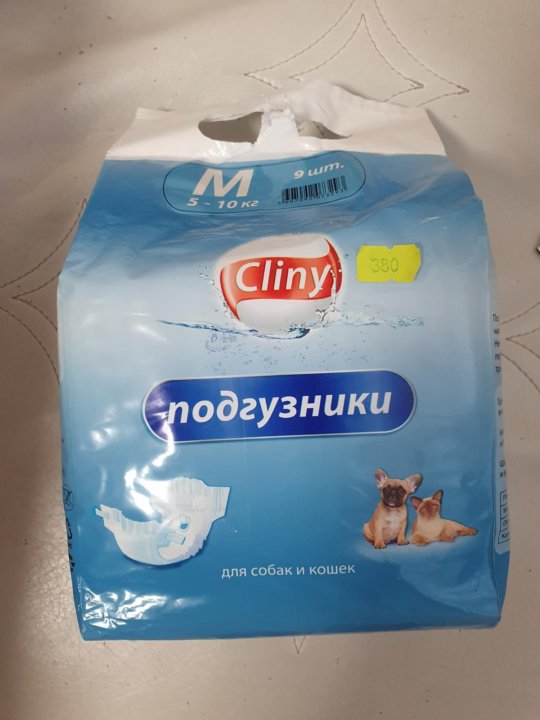 M
5 - 10 кг
9 шт.
Cliny
380
подгузники
для собак и кошек